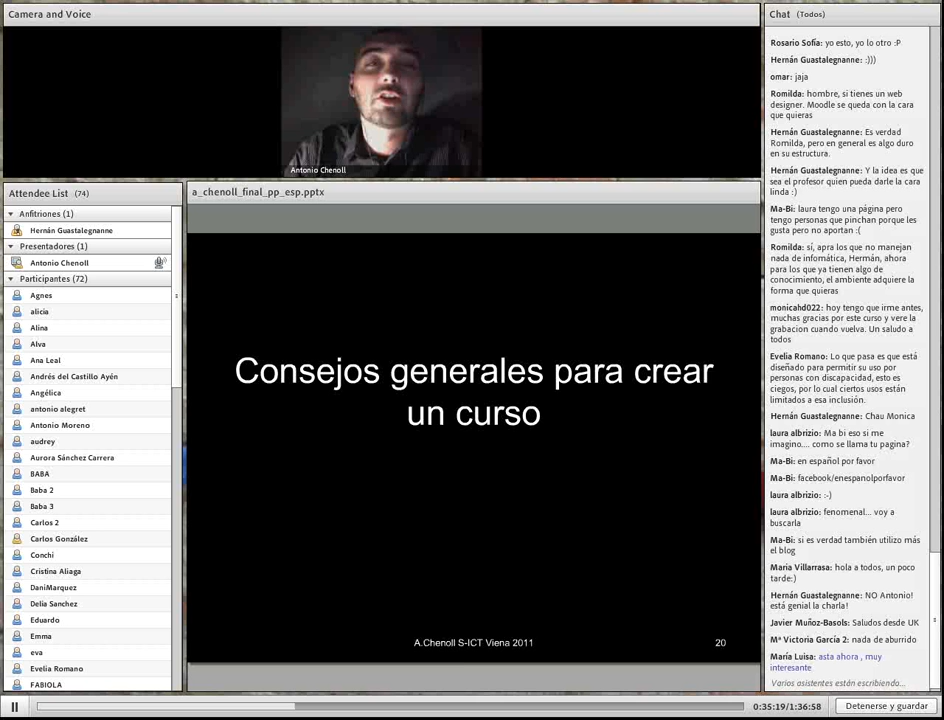 Camera and Voice
Antonio Chenoll
Attendee List (74)
Anfitriones (1)
Hernán Guastalegnanne
Presentadores (1)
Antonio Chenoll
Participantes (72)
Agnes
alicia
Alina
Alva
Ana Leal
Andrés del Castillo Ayén
Angélica
antonio alegret
Antonio Moreno
audrey
Aurora Sánchez Carrera
BABA
Baba 2
Baba 3
Carlos 2
Carlos González
Conchi
Cristina Aliaga
DaniMarquez
Delia Sanchez
Eduardo
Emma
eva
Evelia Romano
FABIOLA
a_chenoll_final_pp_esp.pptx
Consejos generales para crear
un curso
A.Chenoll S-ICT Viena 2011
20
Chat (Todos)
Rosario Sofía: yo esto, yo lo otro :P
Hernán Guastalegnanne: :)))
omar: jaja
Romilda: hombre, si tienes un web
designer. Moodle se queda con la cara
que quieras
Hernán Guastalegnanne: Es verdad
Romilda, pero en general es algo duro
en su estructura.
Hernán Guastalegnanne: Y la idea es que
sea el profesor quien pueda darle la cara
linda :)
Ma-Bi: laura tengo una página pero
tengo personas que pinchan porque les
gusta pero no aportan :(
Romilda: sí, apra los que no manejan
nada de infomática, Hermán, ahora
para los que ya tienen algo de
conocimiento, el ambiente adquiere la
forma que quieras
monicahd022: hoy tengo que irme antes,
muchas gracias por este curso y vere la
grabacion cuando vuelva. Un saludo a
todos
Evelia Romano: Lo que pasa es que está
diseñado para permitir su uso por
personas con discapacidad, esto es
ciegos, por lo cual ciertos usos están
limitados a esa inclusión.
Hernán Guastalegnanne: Chau Monica
laura albrizio: Ma bi eso si me
imagino.... como se llama tu pagina?
Ma-Bi: en español por favor
Ma-Bi: facebook/enespanolporfavor
laura albrizio: :-)
laura albrizio: fenomenal... voy a
buscarla
Ma-Bi: si es verdad también utilizo más
el blog
Maria Villarrasa: hola a todos, un poco
tarde:)
Hernán Guastalegnanne: NO Antonio!
está genial la charla!
Javier Muñoz-Basols: Saludos desde UK
Mª Victoria García 2: nada de aburrido
María Luisa: asta ahora , muy
interesante
Varios asistentes están escribiendo...
0:35:19/1:36:58
Detenerse y guardar